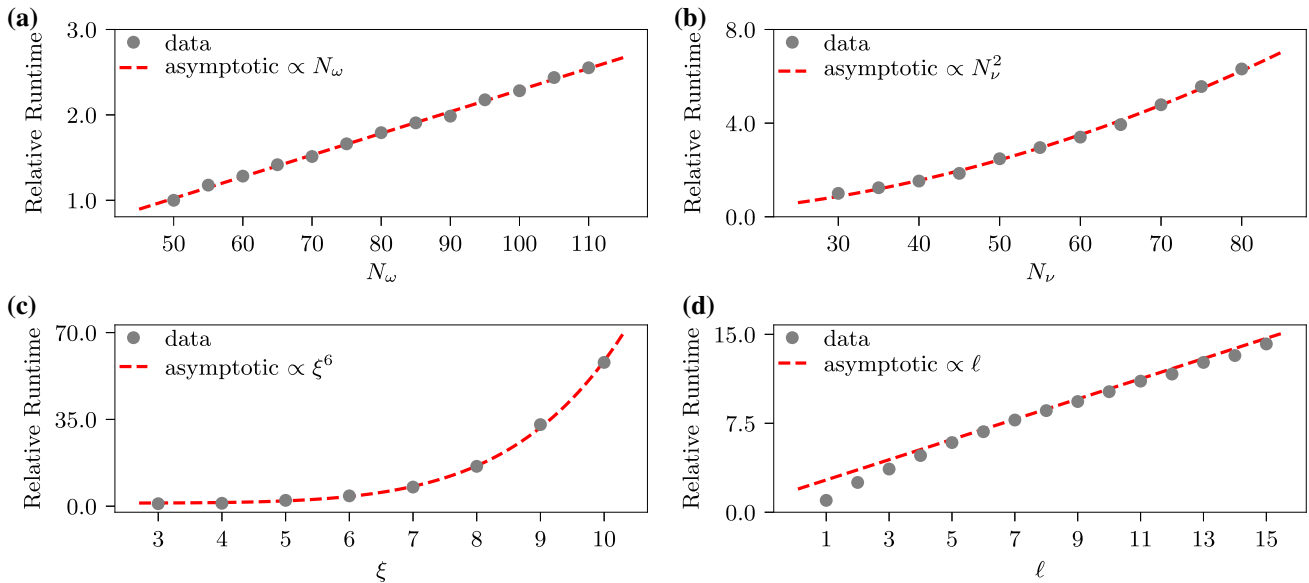 (a)
Relative Runtime
3.0
2.0
1.0
data
asymptotic ∝ N_ω
50 60 70 80 90 100 110
N_ω
(b)
Relative Runtime
8.0
4.0
0.0
data
asymptotic ∝ N_ν^2
30 40 50 60 70 80
N_ν
(c)
Relative Runtime
70.0
35.0
0.0
data
asymptotic ∝ ξ^6
3 4 5 6 7 8 9 10
ξ
(d)
Relative Runtime
15.0
7.5
0.0
data
asymptotic ∝ ℓ
1 3 5 7 9 11 13 15
ℓ